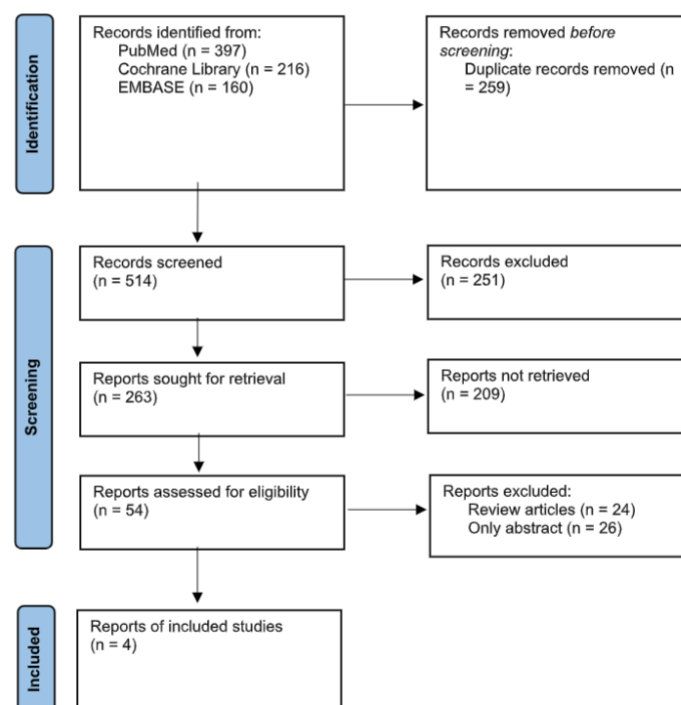 Identification
Records identified from:
PubMed (n = 397)
Cochrane Library (n = 216)
EMBASE (n = 160)
Records removed before
screening:
Duplicate records removed (n
= 259)
Screening
Records screened
(n = 514)
Records excluded
(n = 251)
Reports sought for retrieval
(n = 263)
Reports not retrieved
(n = 209)
Reports assessed for eligibility
(n = 54)
Reports excluded:
Review articles (n = 24)
Only abstract (n = 26)
Included
Reports of included studies
(n = 4)